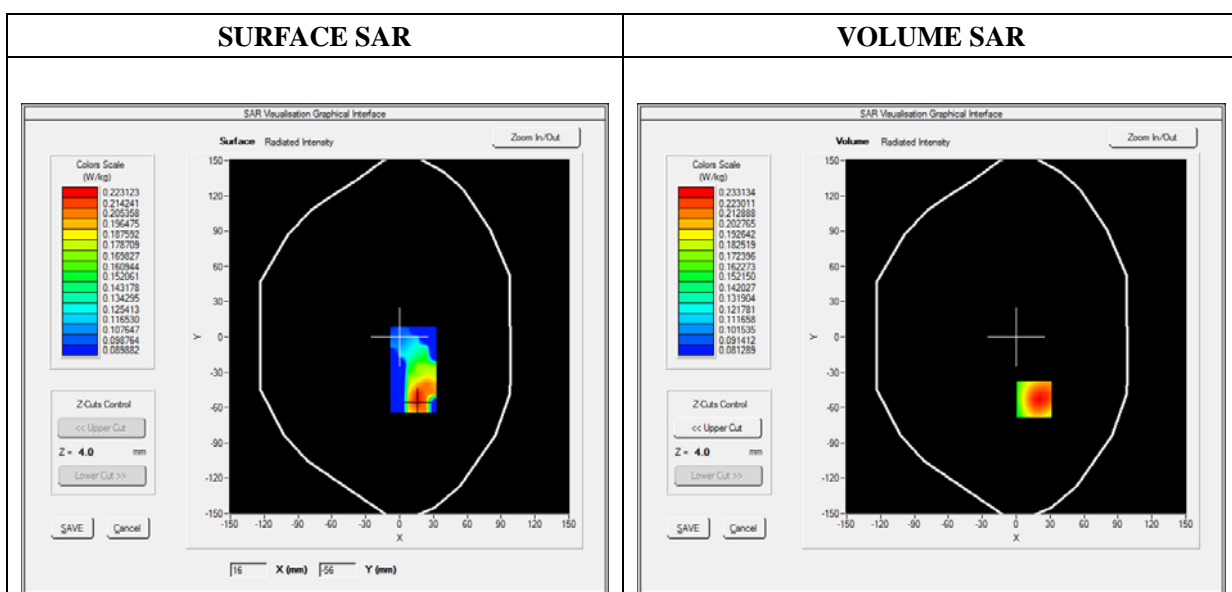 SURFACE SAR
SAR Visualisation Graphical Interface
Surface Radiated Intensity
Zoom In/Out
Colors Scale
(W/kg)
0.223123
0.214241
0.205358
0.196475
0.187592
0.178709
0.169827
0.160944
0.152061
0.143178
0.134295
0.125413
0.116530
0.107647
0.098764
0.089882
Z-Cuts Control
<< Upper Cut
Z = 4.0 mm
Lower Cut >>
SAVE Cancel
150
120
90
60
30
0
-30
-60
-90
-120
-150
Y
-150 -120 -90 -60 -30 0 30 60 90 120 150
X
16 X (mm) -56 Y (mm)
VOLUME SAR
SAR Visualisation Graphical Interface
Volume Radiated Intensity
Zoom In/Out
Colors Scale
(W/kg)
0.233134
0.223011
0.212888
0.202765
0.192642
0.182519
0.172396
0.162273
0.152150
0.142027
0.131904
0.121781
0.111658
0.101535
0.091412
0.081289
Z-Cuts Control
<< Upper Cut
Z = 4.0 mm
Lower Cut >>
SAVE Cancel
150
120
90
60
30
0
-30
-60
-90
-120
-150
Y
-150 -120 -90 -60 -30 0 30 60 90 120 150
X